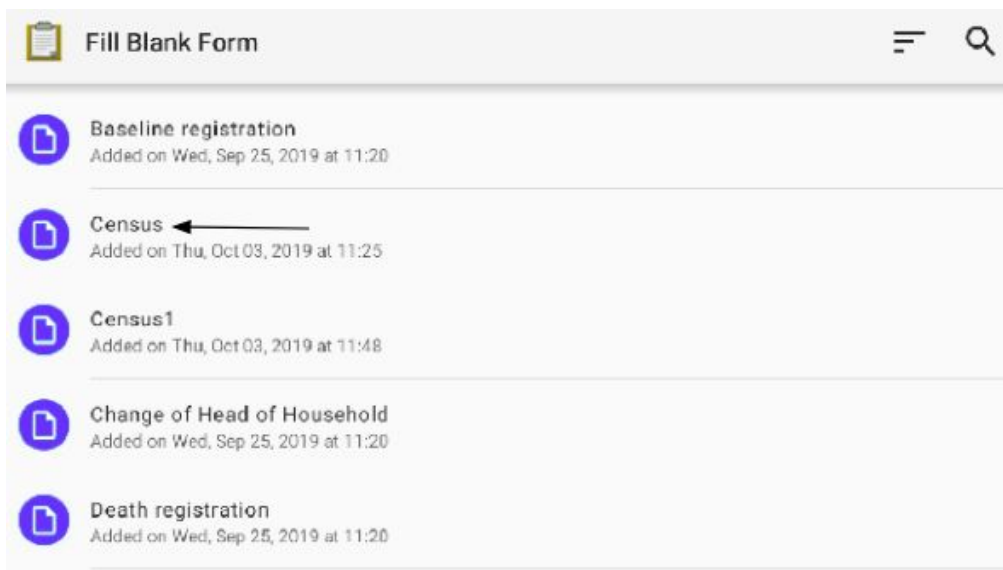 Fill Blank Form
Baseline registration
Added on Wed, Sep 25, 2019 at 11:20
Census
Added on Thu, Oct 03, 2019 at 11:25
Census1
Added on Thu, Oct 03, 2019 at 11:48
Change of Head of Household
Added on Wed, Sep 25, 2019 at 11:20
Death registration
Added on Wed, Sep 25, 2019 at 11:20